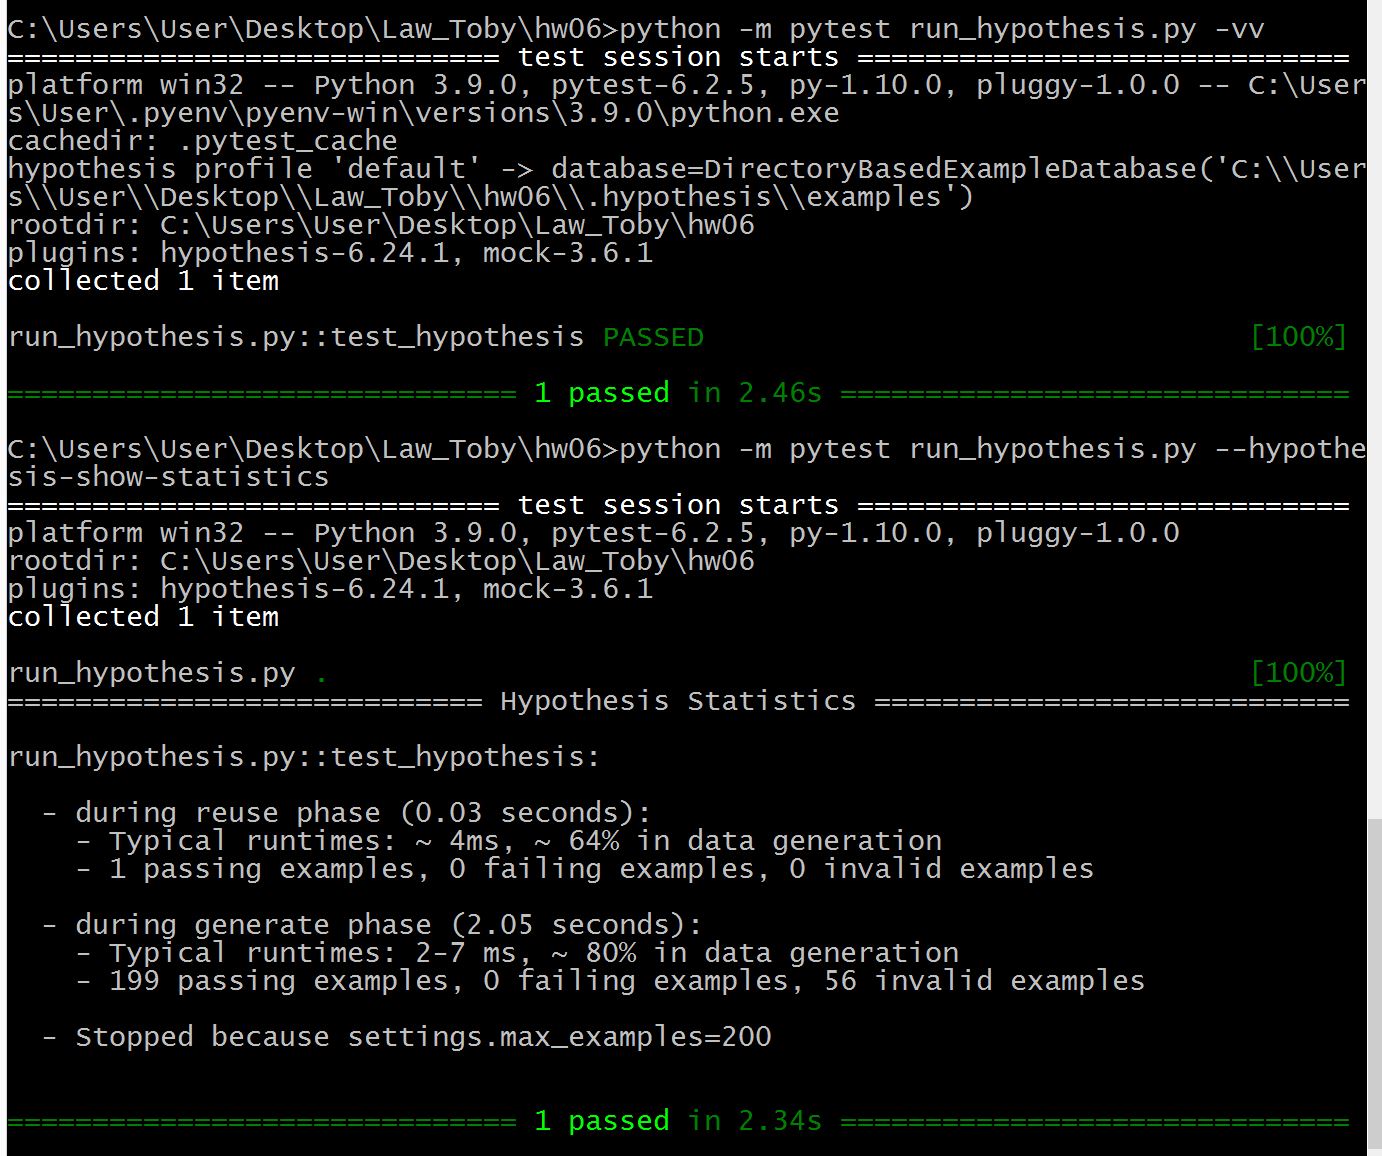 C:\Users\User\Desktop\Law_Toby\hw06>python -m pytest run_hypothesis.py -vv
============================= test session starts =============================
platform win32 -- Python 3.9.0, pytest-6.2.5, py-1.10.0, pluggy-1.0.0 -- C:\User
s\User\.pyenv\pyenv-win\versions\3.9.0\python.exe
cachedir: .pytest_cache
hypothesis profile 'default' -> database=DirectoryBasedExampleDatabase('C:\\User
s\\User\\Desktop\\Law_Toby\\hw06\\.hypothesis\\examples')
rootdir: C:\Users\User\Desktop\Law_Toby\hw06
plugins: hypothesis-6.24.1, mock-3.6.1
collected 1 item
run_hypothesis.py::test_hypothesis PASSED                                [100%]
============================== 1 passed in 2.46s ==============================
C:\Users\User\Desktop\Law_Toby\hw06>python -m pytest run_hypothesis.py --hypothe
sis-show-statistics
============================= test session starts =============================
platform win32 -- Python 3.9.0, pytest-6.2.5, py-1.10.0, pluggy-1.0.0
rootdir: C:\Users\User\Desktop\Law_Toby\hw06
plugins: hypothesis-6.24.1, mock-3.6.1
collected 1 item
run_hypothesis.py .                                                      [100%]
============================ Hypothesis Statistics ============================
run_hypothesis.py::test_hypothesis:
  - during reuse phase (0.03 seconds):
    - Typical runtimes: ~ 4ms, ~ 64% in data generation
    - 1 passing examples, 0 failing examples, 0 invalid examples
  - during generate phase (2.05 seconds):
    - Typical runtimes: 2-7 ms, ~ 80% in data generation
    - 199 passing examples, 0 failing examples, 56 invalid examples
  - Stopped because settings.max_examples=200
============================== 1 passed in 2.34s ==============================